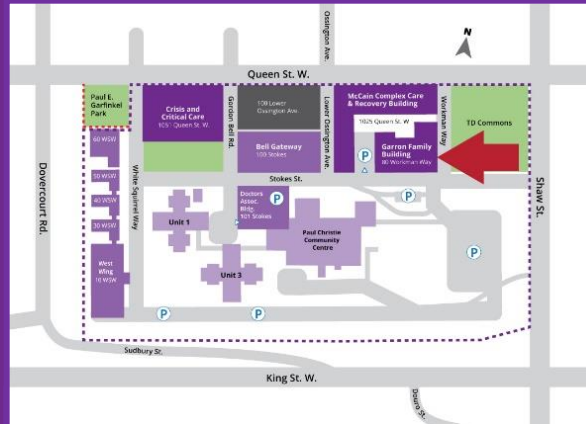 Ossington Ave.
N
Queen St. W.
Paul E.
Garfinkel
Park
Crisis and
Critical Care
1051 Queen St. W.
Gordon Bell Rd.
100 Lower
Ossington Ave.
Lower Ossington Ave.
McCain Complex Care
& Recovery Building
1025 Queen St. W.
Workman Way
TD Commons
60 WSW
Bell Gateway
100 Stokes
P
Garron Family
Building
80 Workman Way
Dovercourt Rd.
White Squirrel Way
50 WSW
40 WSW
30 WSW
Stokes St.
Shaw St.
Doctors
Assoc.
Bldg.
101 Stokes
P
P
Unit 1
Paul Christie
Community
Centre
P
West
Wing
10 WSW
Unit 3
P
P
Sudbury St.
King St. W.
Douro St.